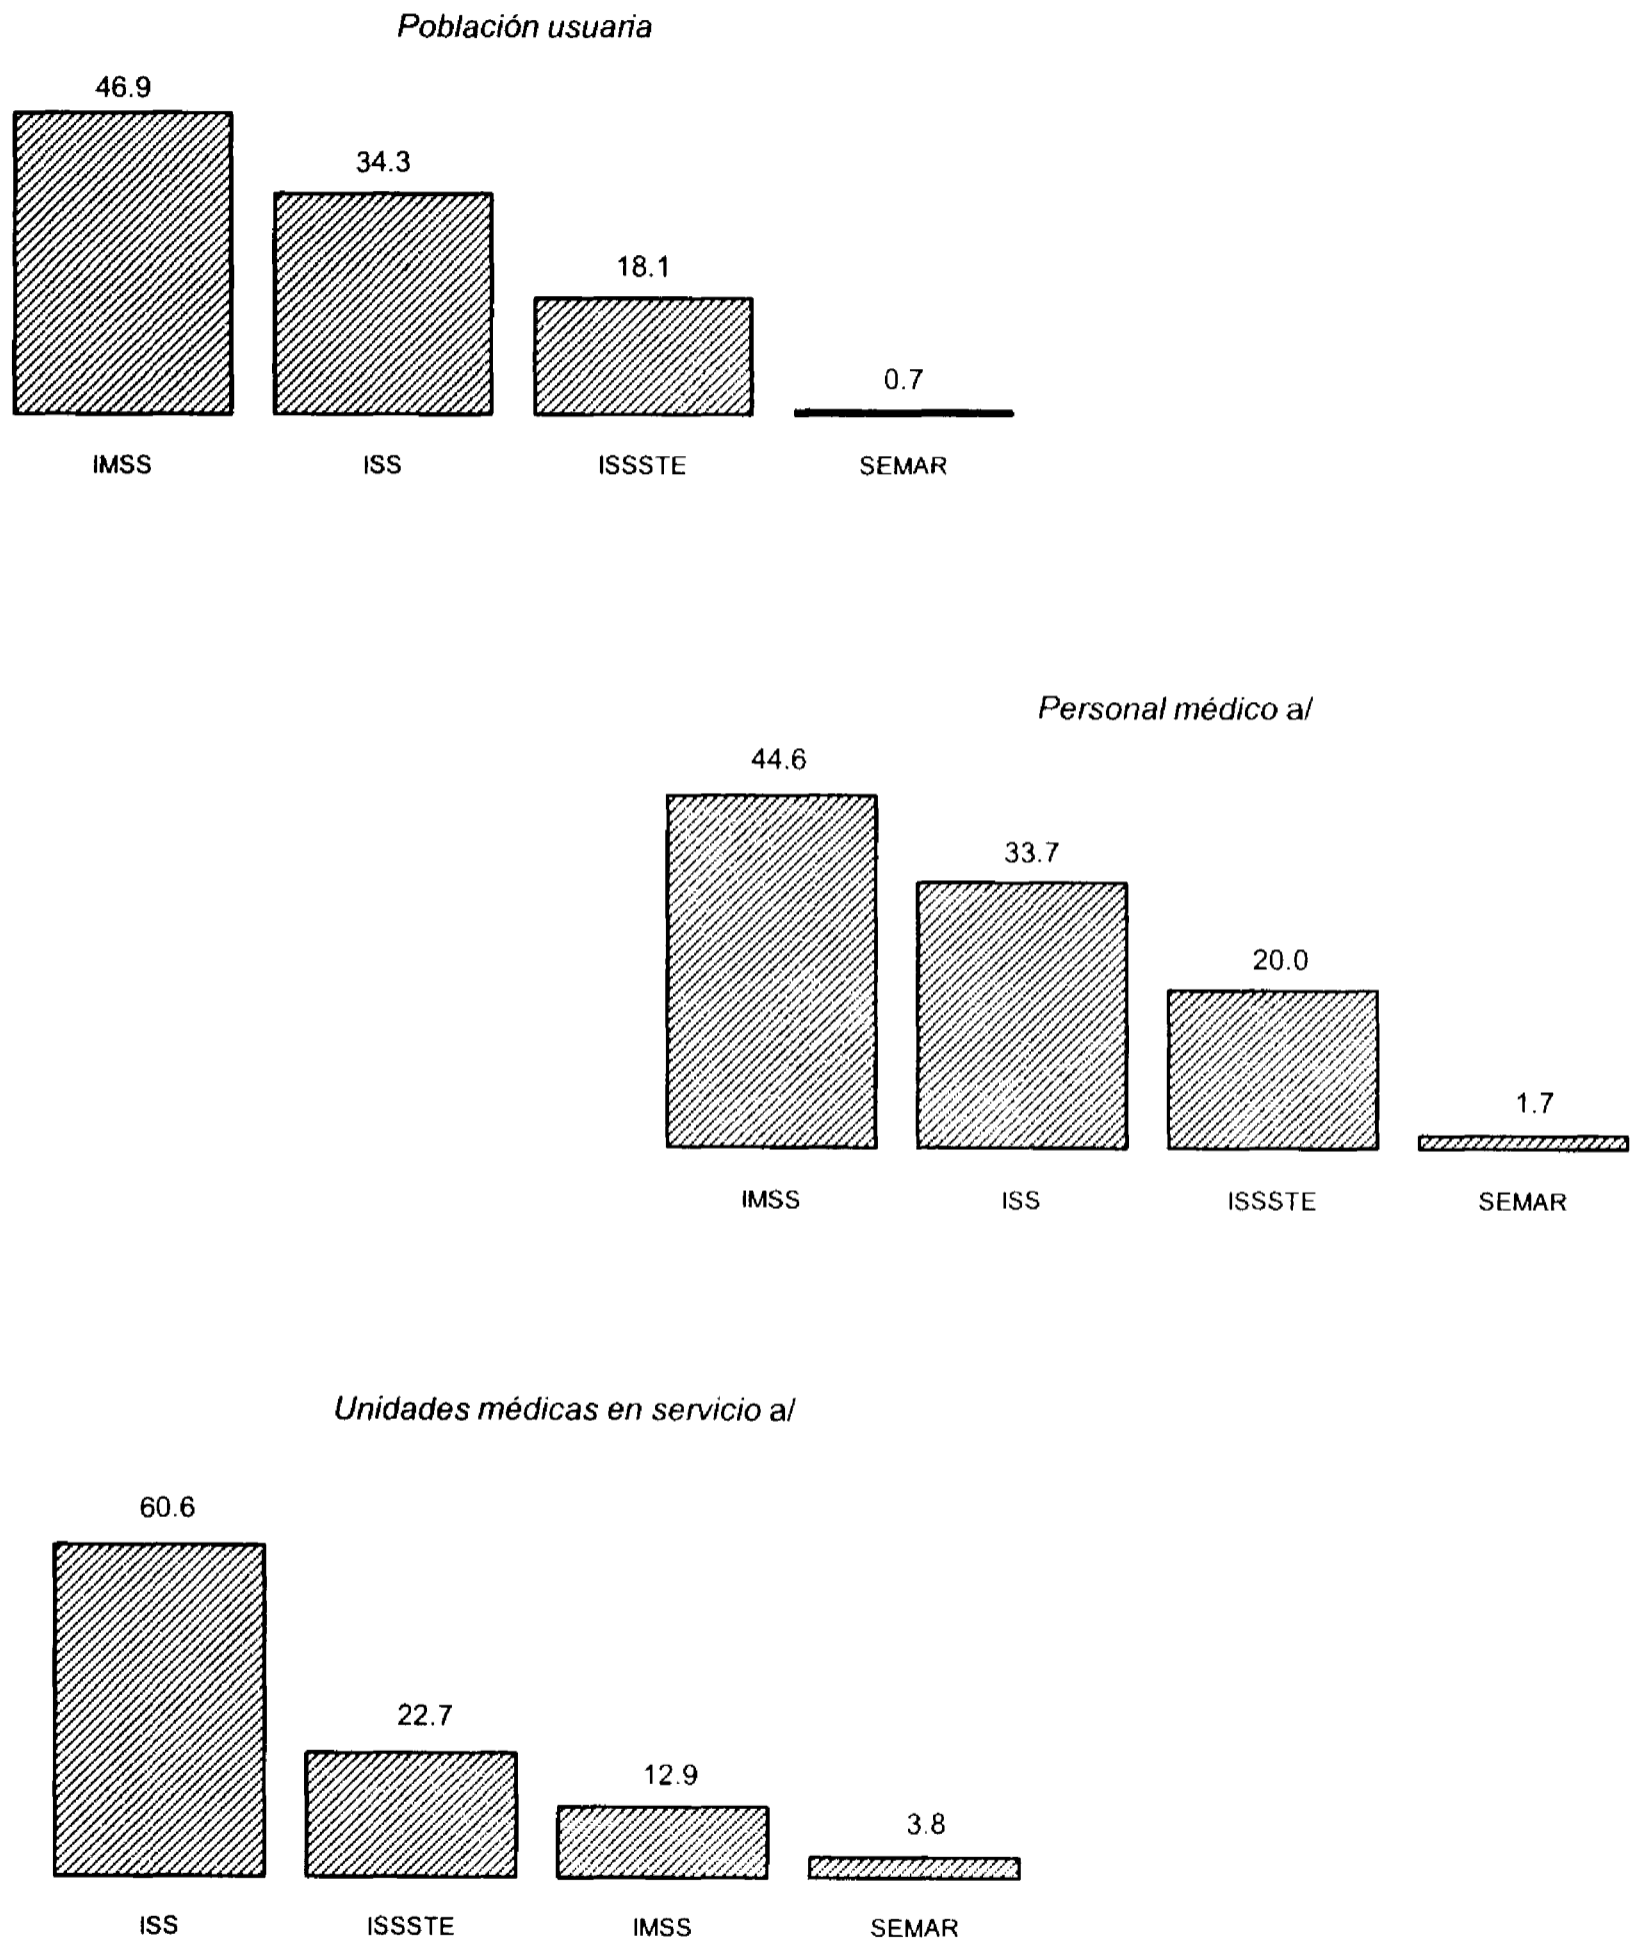 Población usuaria
46.9
34.3
18.1
0.7
IMSS ISS ISSSTE SEMAR
Personal médico a/
44.6
33.7
20.0
1.7
IMSS ISS ISSSTE SEMAR
Unidades médicas en servicio a/
60.6
22.7
12.9
3.8
ISS ISSSTE IMSS SEMAR